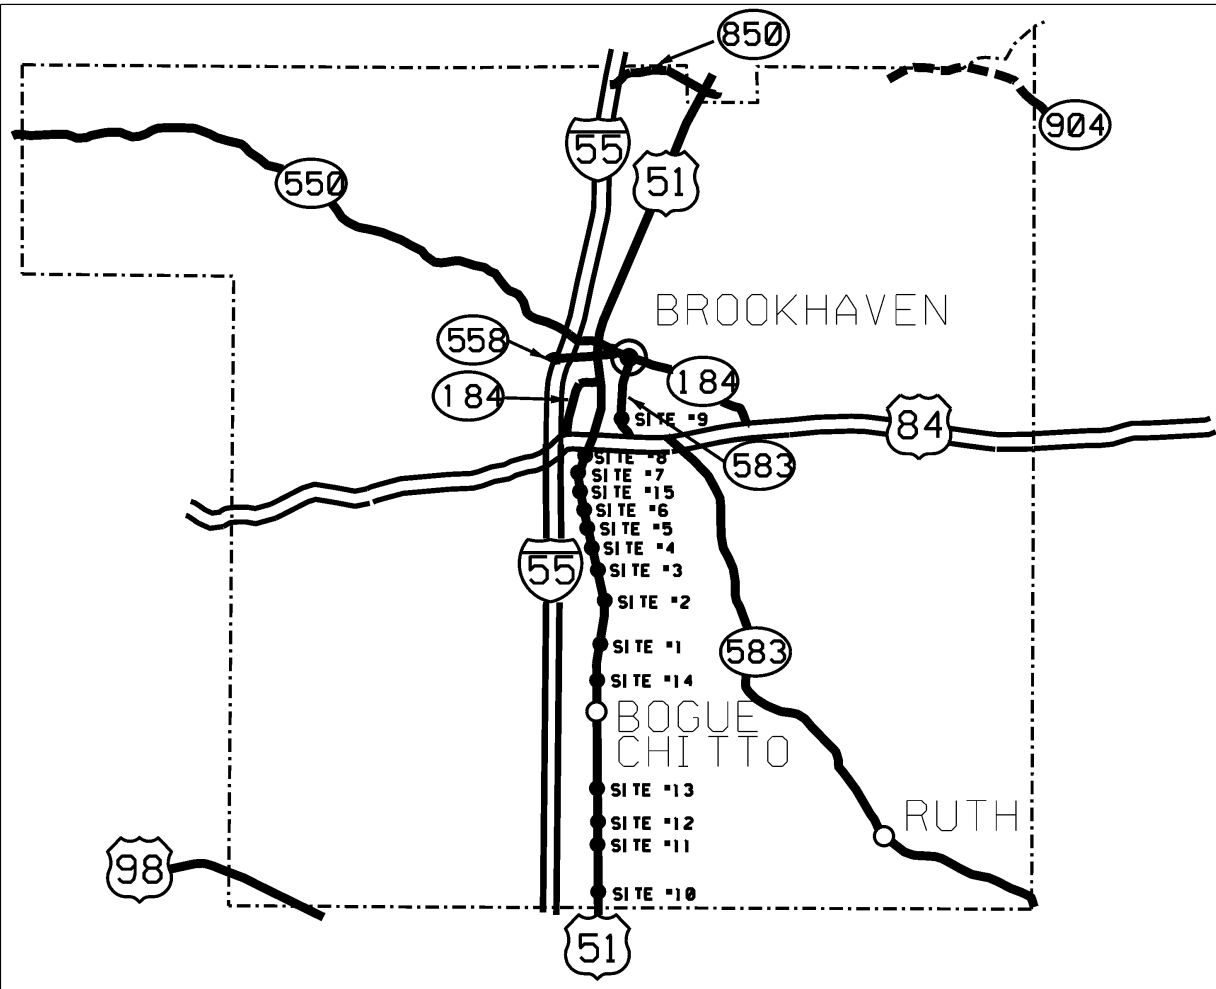 850
904
55
51
550
BROOKHAVEN
558
184
184
SITE #9
84
583
SITE #8
SITE #7
SITE #15
SITE #6
SITE #5
SITE #4
SITE #3
55
SITE #2
SITE #1
583
SITE #14
BOGUE
CHITTO
SITE #13
RUTH
SITE #12
SITE #11
98
SITE #10
51